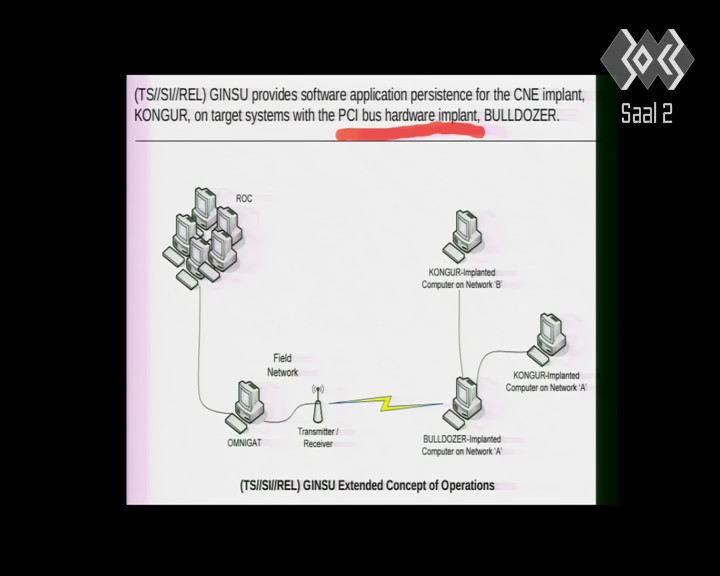 Saal 2
(TS//SI//REL) GINSU provides software application persistence for the CNE implant,
KONGUR, on target systems with the PCI bus hardware implant, BULLDOZER.
ROC
KONGUR-Implanted
Computer on Network 'B'
KONGUR-Implanted
Computer on Network 'A'
Field
Network
OMNIGAT
Transmitter /
Receiver
BULLDOZER-Implanted
Computer on Network 'A'
(TS//SI//REL) GINSU Extended Concept of Operations